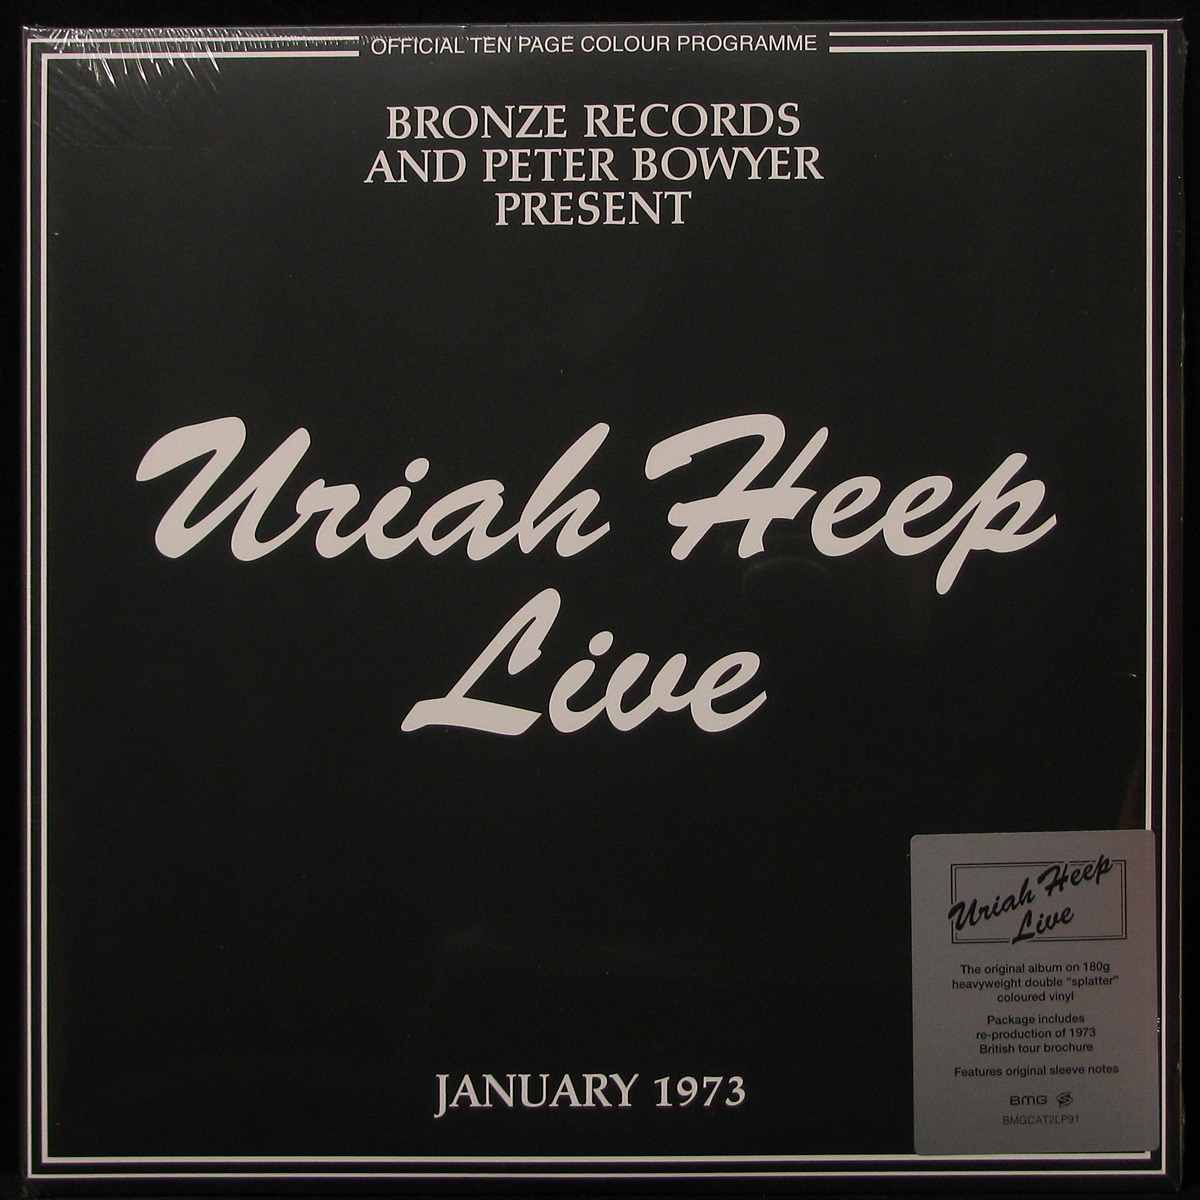 OFFICIAL TEN PAGE COLOUR PROGRAMME
BRONZE RECORDS
AND PETER BOWYER
PRESENT
Uriah Heep
Live
JANUARY 1973
Uriah Heep
Live
The original album on 180g
heavyweight double “splatter”
coloured vinyl
Package includes
re-production of 1973
British tour brochure
Features original sleeve notes
BMG
BMGCAT2LP91